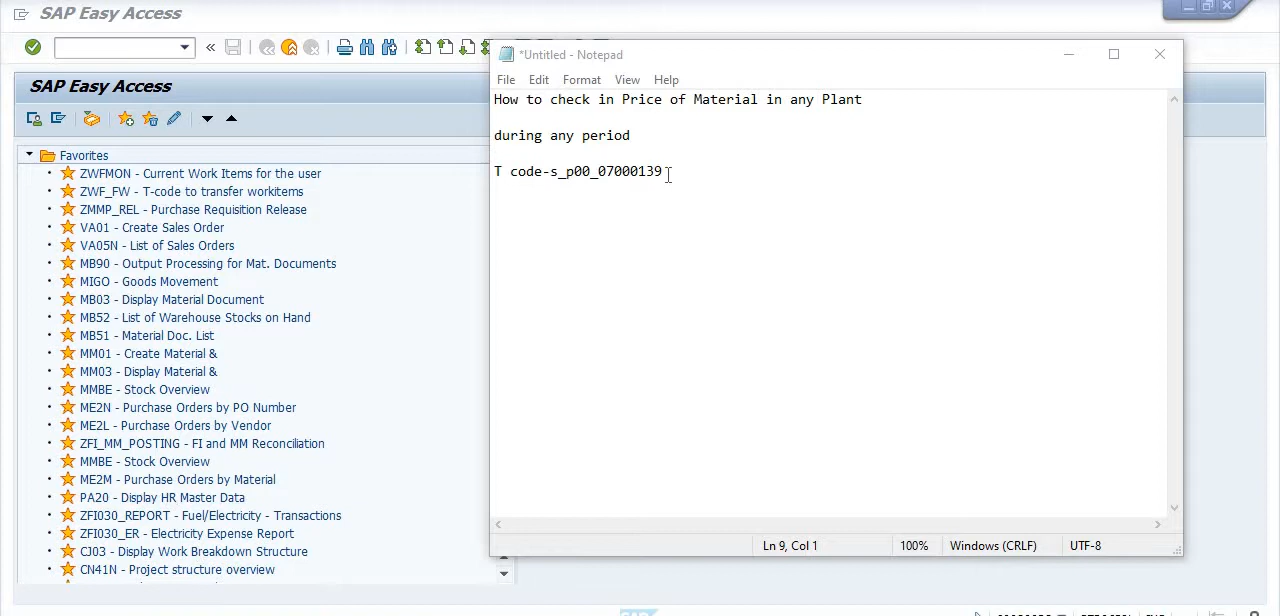 SAP Easy Access
*Untitled - Notepad
File Edit Format View Help
How to check in Price of Material in any Plant
during any period
T code-s_p00_07000139
Ln 9, Col 1 100% Windows (CRLF) UTF-8
SAP Easy Access
Favorites
ZWFMON - Current Work Items for the user
ZWF_FW - T-code to transfer workitems
ZMMP_REL - Purchase Requisition Release
VA01 - Create Sales Order
VA05N - List of Sales Orders
MB90 - Output Processing for Mat. Documents
MIGO - Goods Movement
MB03 - Display Material Document
MB52 - List of Warehouse Stocks on Hand
MB51 - Material Doc. List
MM01 - Create Material &
MM03 - Display Material &
MMBE - Stock Overview
ME2N - Purchase Orders by PO Number
ME2L - Purchase Orders by Vendor
ZFI_MM_POSTING - FI and MM Reconciliation
MMBE - Stock Overview
ME2M - Purchase Orders by Material
PA20 - Display HR Master Data
ZFI030_REPORT - Fuel/Electricity - Transactions
ZFI030_ER - Electricity Expense Report
CJ03 - Display Work Breakdown Structure
CN41N - Project structure overview